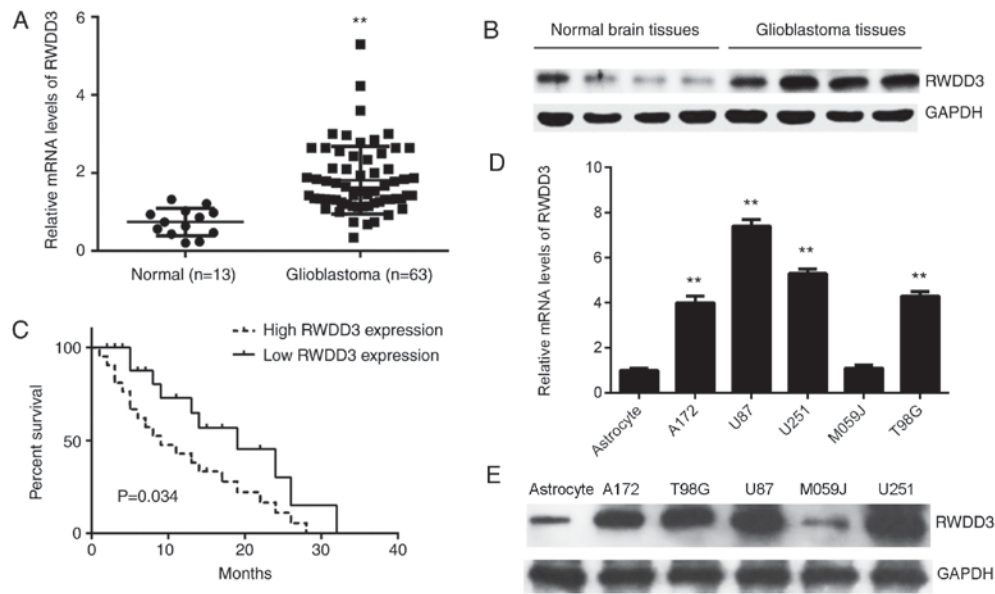 A
Relative mRNA levels of RWDD3
6
4
2
0
**
Normal (n=13)
Glioblastoma (n=63)
B
Normal brain tissues
Glioblastoma tissues
RWDD3
GAPDH
C
High RWDD3 expression
Low RWDD3 expression
Percent survival
100
50
0
P=0.034
0 10 20 30 40
Months
D
Relative mRNA levels of RWDD3
10
8
6
4
2
0
** ** ** **
Astrocyte A172 U87 U251 M059J T98G
E
Astrocyte A172 T98G U87 M059J U251
RWDD3
GAPDH